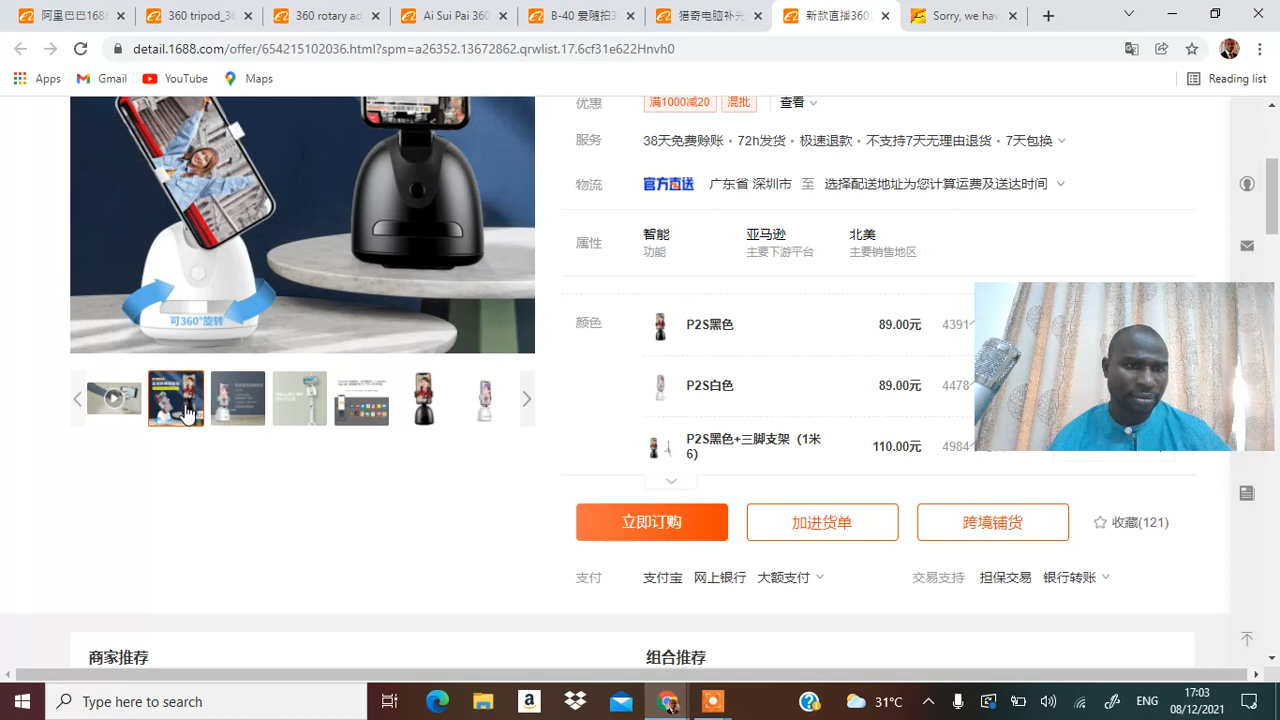 阿里巴巴168
360 tripod_3
360 rotary ad
Ai Sui Pai 360
B-40 爱随拍3
猎奇电脑补光
新款直播360
Sorry, we hav
detail.1688.com/offer/654215102036.html?spm=a26352.13672862.qrwlist.17.6cf31e622Hnvh0
Apps
Gmail
YouTube
Maps
Reading list
优惠
满1000减20
混批
查看
服务
38天免费赊账・72h发货・极速退款・不支持7天无理由退货・7天包换
物流
官方直送
广东省 深圳市 至 选择配送地址为您计算运费及送达时间
属性
智能
亚马逊
北美
功能
主要下游平台
主要销售地区
可360°旋转
颜色
P2S黑色
89.00元
4391
P2S白色
89.00元
4478
P2S黑色+三脚支架（1米
6）
110.00元
4984
立即订购
加进货单
跨境铺货
收藏(121)
支付
支付宝 网上银行 大额支付
交易支持
担保交易 银行转账
商家推荐
组合推荐
Type here to search
31°C
ENG
17:03
08/12/2021